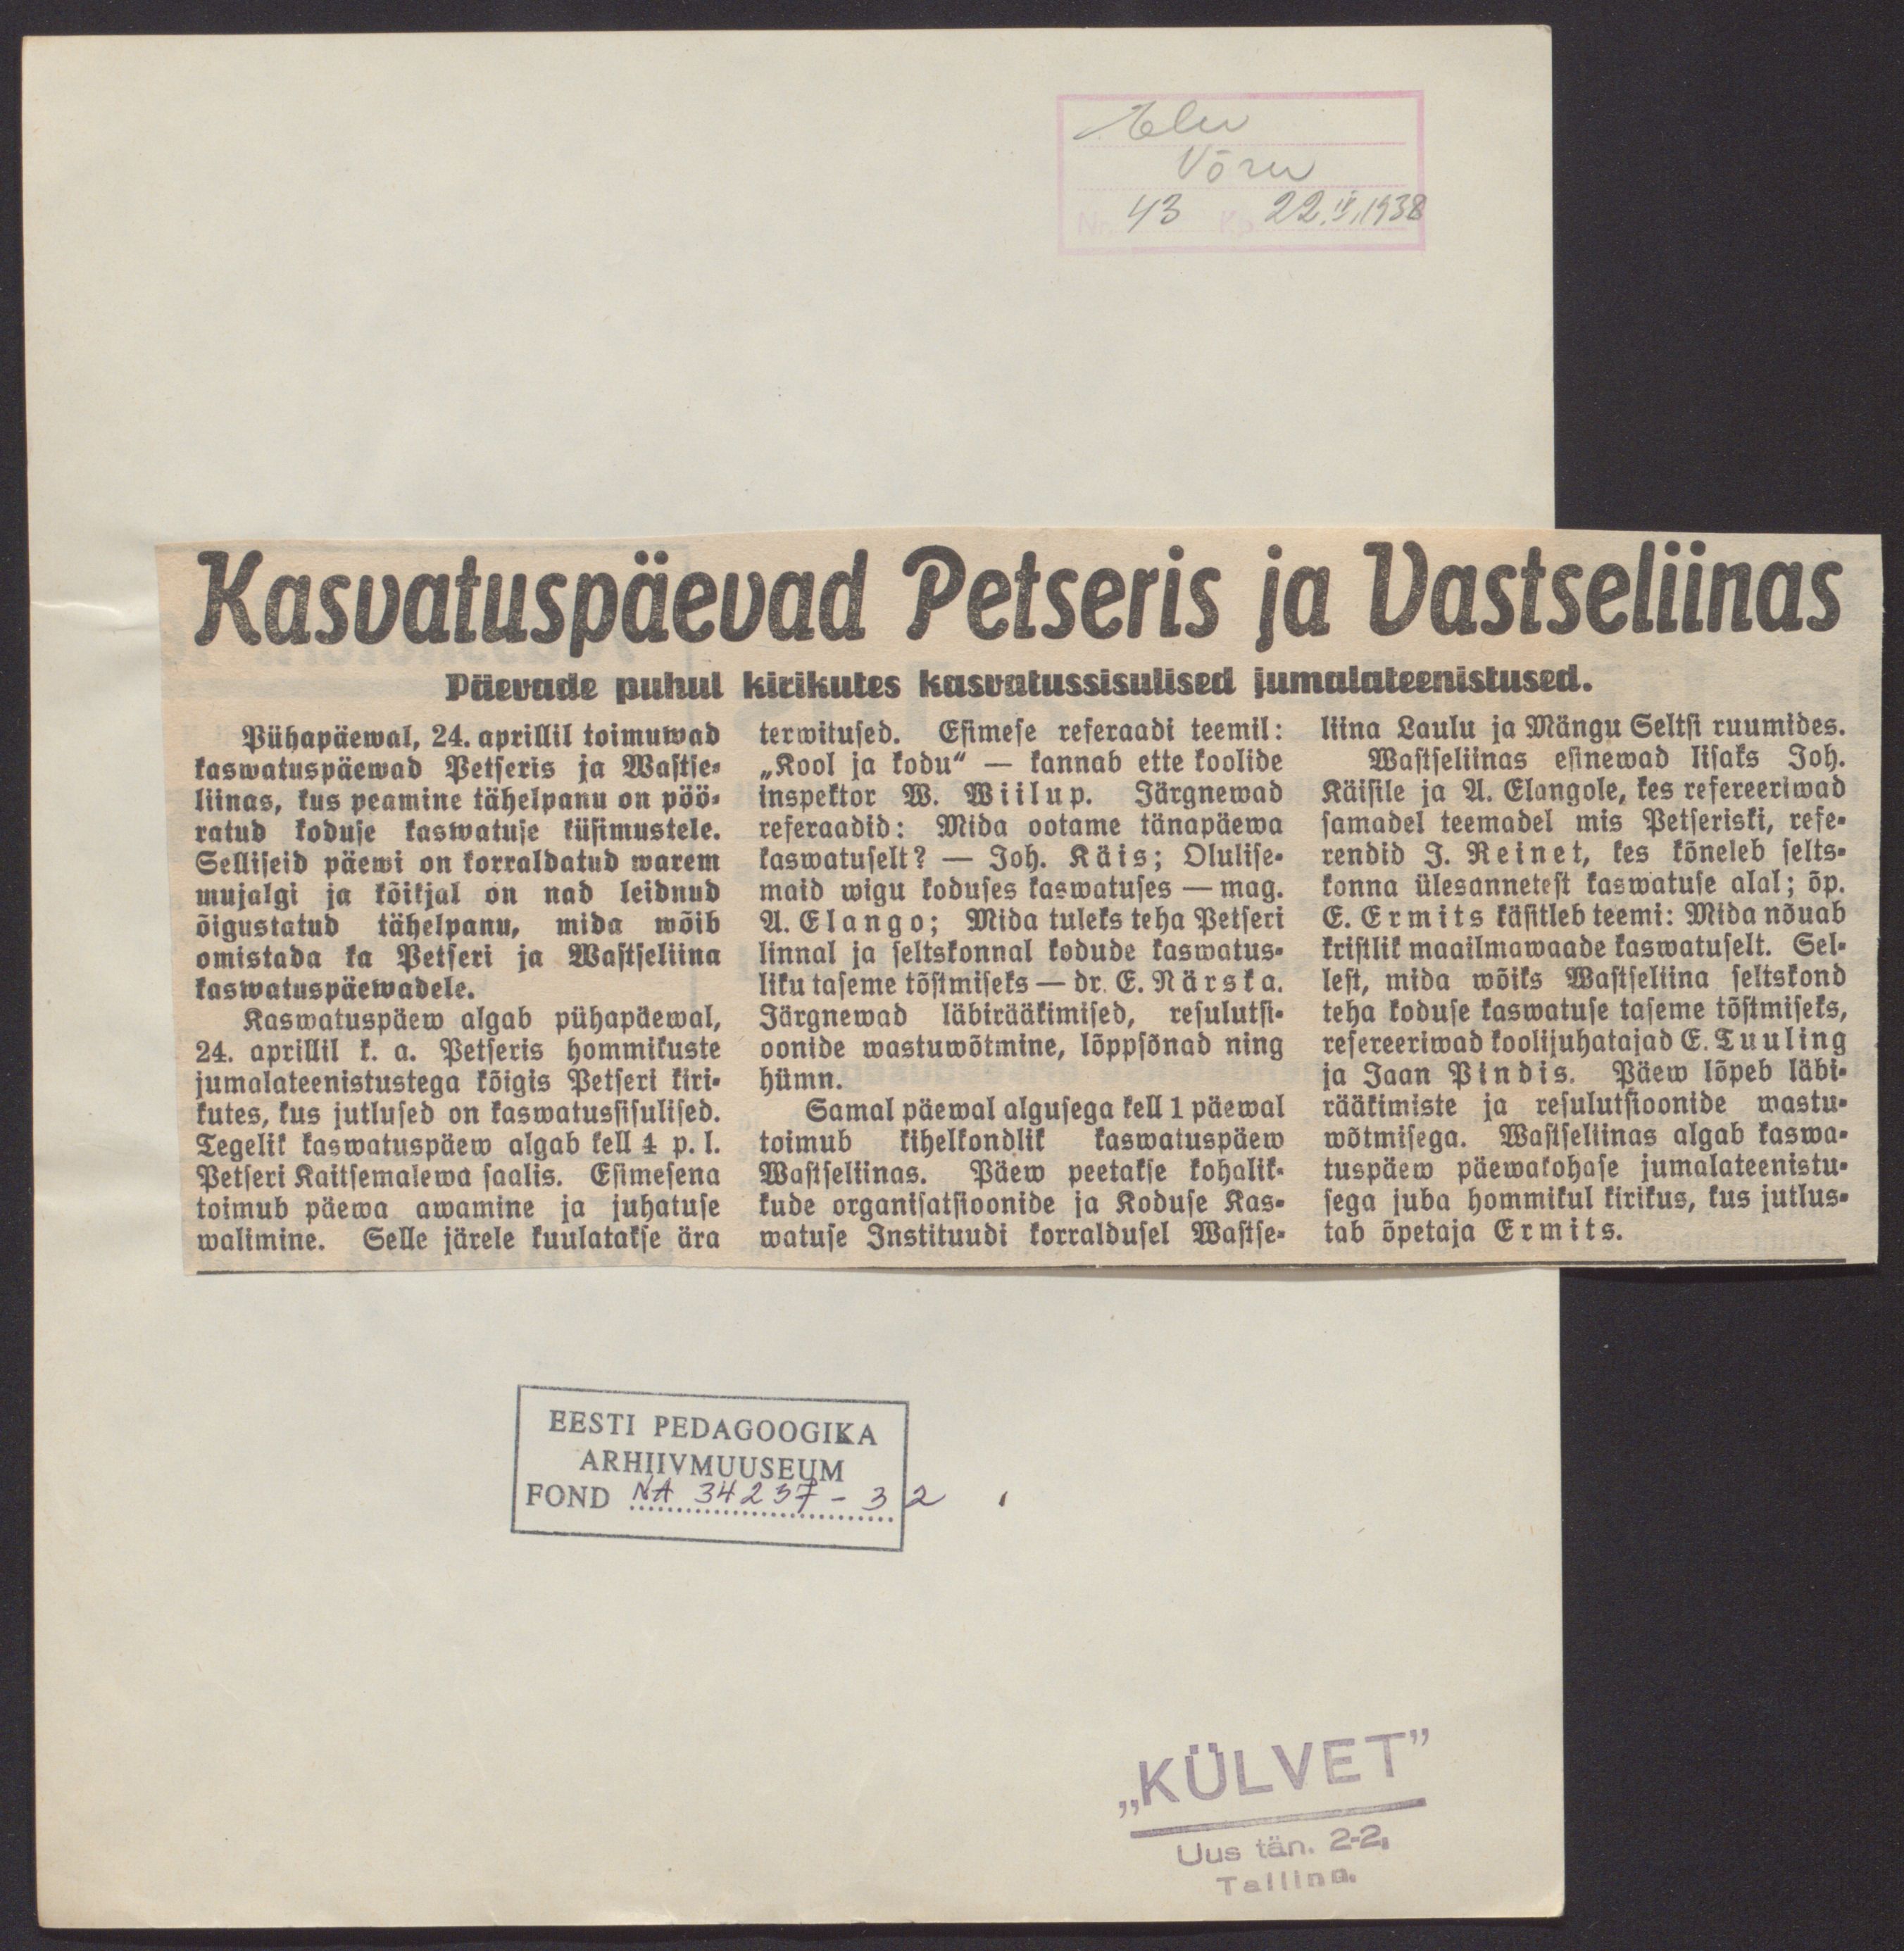 Elu
Võru
Nr. 43 Kp. 22.IV.1938
Kasvatuspäevad Petseris ja Vastseliinas
Päevade puhul kirikutes kasvatussisulised jumalateenistused.
Pühapäewal, 24. aprillil toimuwad
kaswatuspäewad Petseris ja Wastse-
liinas, kus peamine tähelpanu on pöö-
ratud koduse kaswatuse küsimustele.
Selliseid päewi on korraldatud warem
mujalgi ja kõikjal on nad leidnud
õigustatud tähelpanu, mida wõib
omistada ka Petseri ja Wastseliina
kaswatuspäewadele.
Kaswatuspäew algab pühapäewal,
24. aprillil k. a. Petseris hommikuste
jumalateenistustega kõigis Petseri kiri-
kutes, kus jutlused on kaswatussisulised.
Tegelik kaswatuspäew algab kell 4 p. l.
Petseri Kaitsemalewa saalis. Esimesena
toimub päewa awamine ja juhatuse
walimine. Selle järele kuulatakse ära
terwitused. Esimese referaadi teemil:
„Kool ja kodu“ — kannab ette koolide
inspektor W. Wiilup. Järgnewad
referaadid: Mida ootame tänapäewa
kaswatuselt? — Joh. Käis; Olulise-
maid wigu koduses kaswatuses — mag.
A. Elango; Mida tuleks teha Petseri
linnal ja seltskonnal kodude kaswatus-
liku taseme tõstmiseks — dr. E. Närska.
Järgnewad läbirääkimised, resulutsi-
oonide wastuwõtmine, lõppsõnad ning
hümn.
Samal päewal algusega kell 1 päewal
toimub kihelkondlik kaswatuspäew
Wastseliinas. Päew peetakse kohalik-
kude organisatsioonide ja Koduse Kas-
watuse Instituudi korraldusel Wastse-
liina Laulu ja Mängu Seltsi ruumides.
Wastseliinas esinewad lisaks Joh.
Käisile ja A. Elangole, kes refereeriwad
samadel teemadel mis Petseriski, refe-
rendid J. Reinet, kes kõneleb selts-
konna ülesannetest kaswatuse alal; õp.
E. Ermits käsitleb teemi: Mida nõuab
kristlik maailmawaade kaswatuselt. Sel-
lest, mida wõiks Wastseliina seltskond
teha koduse kaswatuse taseme tõstmiseks,
refereeriwad koolijuhatajad E. Tuuling
ja Jaan Pindis. Päew lõpeb läbi-
rääkimiste ja resulutsioonide wastu-
wõtmisega. Wastseliinas algab kaswa-
tuspäew päewakohase jumalateenistu-
sega juba hommikul kirikus, kus jutlus-
tab õpetaja Ermits.
EESTI PEDAGOOGIKA
ARHIIVMUUSEUM
FOND NA 34237-32
„KÜLVET”
Uus tän. 2-2,
Tallinn.